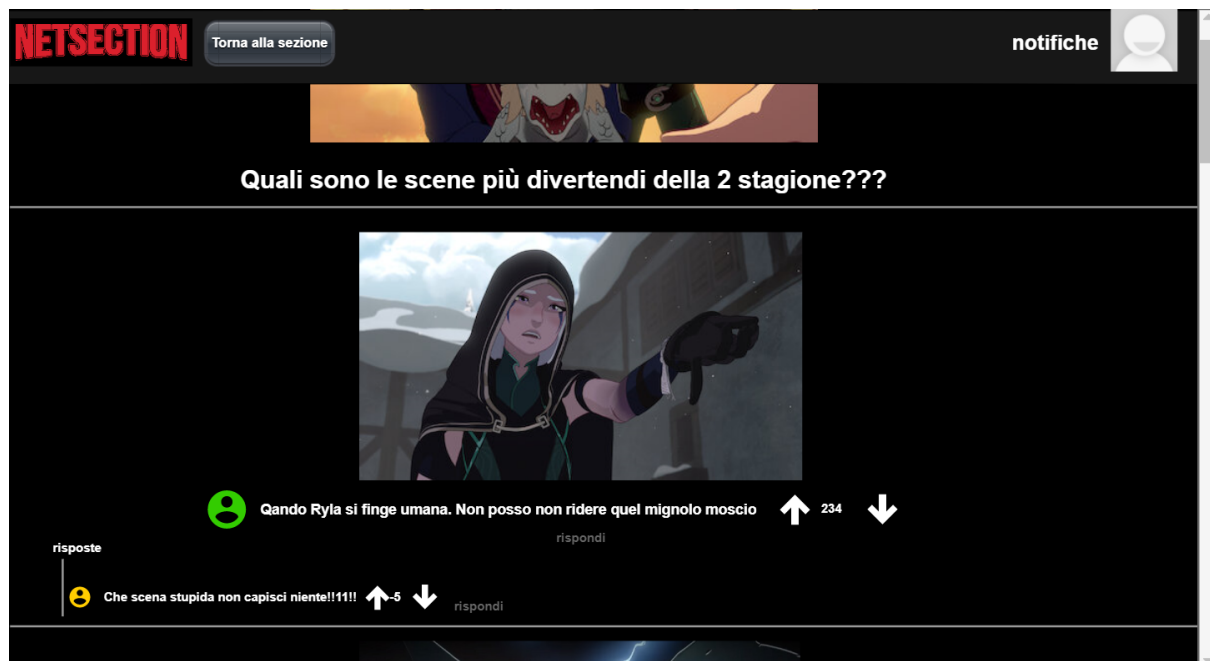 NETSECTION
Torna alla sezione
notifiche
Quali sono le scene più divertendi della 2 stagione???
Qando Ryla si finge umana. Non posso non ridere quel mignolo moscio
234
rispondi
risposte
Che scena stupida non capisci niente!!11!!
-5
rispondi